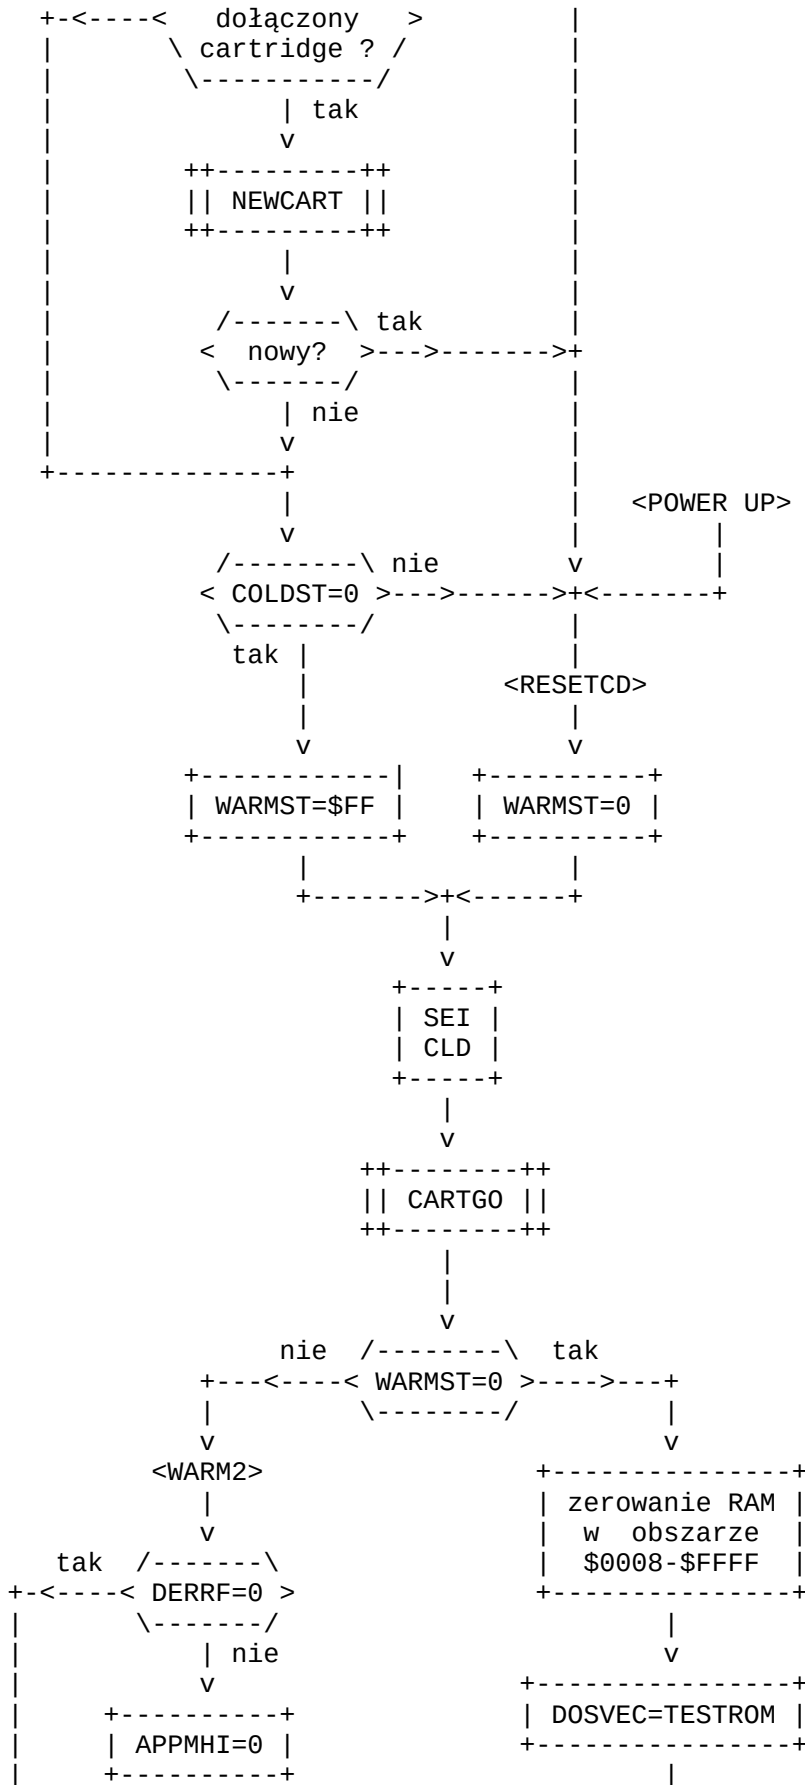 dołączony
cartridge ?
tak
NEWCART
tak
nowy?
nie
<POWER UP>
nie
COLDST=0
tak
<RESETCD>
WARMST=$FF WARMST=0
SEI
CLD
CARTGO
nie tak
WARMST=0
<WARM2>
zerowanie RAM
w obszarze
tak $0008-$FFFF
DERRF=0
nie
DOSVEC=TESTROM
APPMHI=0